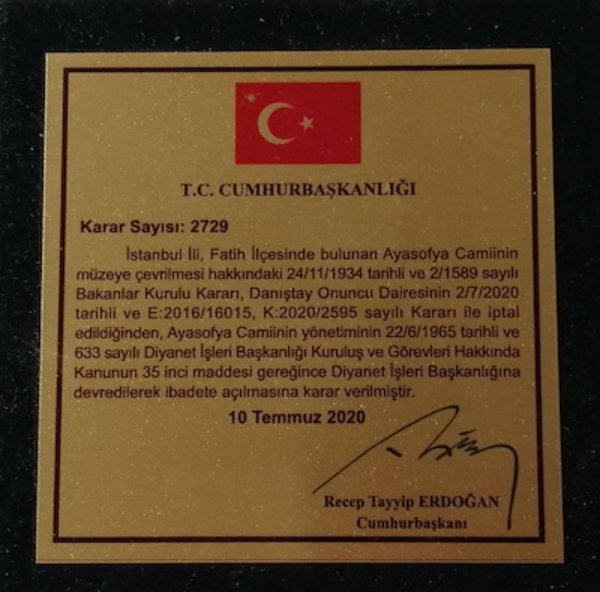 T.C. CUMHURBAŞKANLIĞI
Karar Sayısı: 2729
İstanbul İli, Fatih İlçesinde bulunan Ayasofya Camiinin
müzeye çevrilmesi hakkındaki 24/11/1934 tarihli ve 2/1589 sayılı
Bakanlar Kurulu Kararı, Danıştay Onuncu Dairesinin 2/7/2020
tarihli ve E:2016/16015, K:2020/2595 sayılı Kararı ile iptal
edildiğinden, Ayasofya Camiinin yönetiminin 22/6/1965 tarihli ve
633 sayılı Diyanet İşleri Başkanlığı Kuruluş ve Görevleri Hakkında
Kanunun 35 inci maddesi gereğince Diyanet İşleri Başkanlığına
devredilerek ibadete açılmasına karar verilmiştir.
10 Temmuz 2020
Recep Tayyip ERDOĞAN
Cumhurbaşkanı